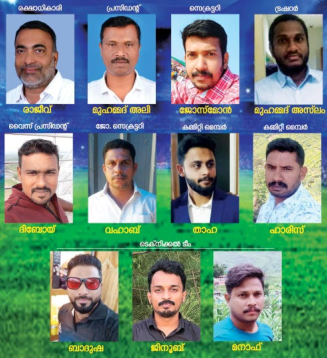 രക്ഷാധികാരി പ്രസിഡന്റ് സെക്രട്ടറി ട്രഷറർ
രാജീവ് മുഹമ്മദ് അലി ജോസ്മോൻ മുഹമ്മദ് അസ്ലം
വൈസ് പ്രസിഡന്റ് ജോ. സെക്രട്ടറി കമ്മിറ്റി മെമ്പർ കമ്മിറ്റി മെമ്പർ
ദിബോയ് വഹാബ് താഹ ഹാരിസ്
ടെക്നിക്കൽ ടീം
ബാദുഷ ജിനൂബ് മനാഫ്